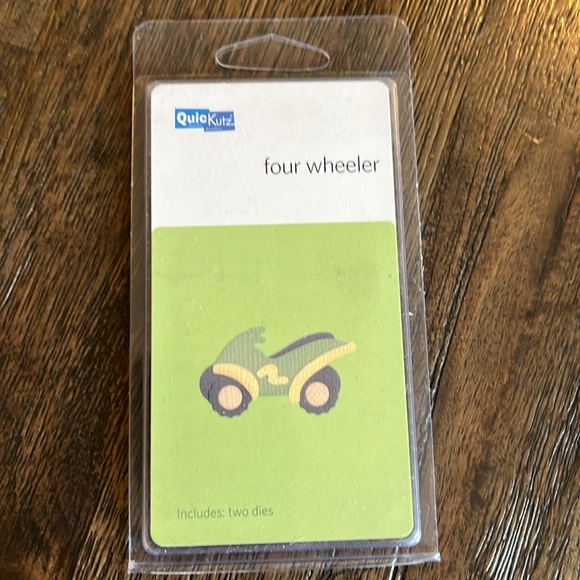 QuicKutz
four wheeler
Includes: two dies